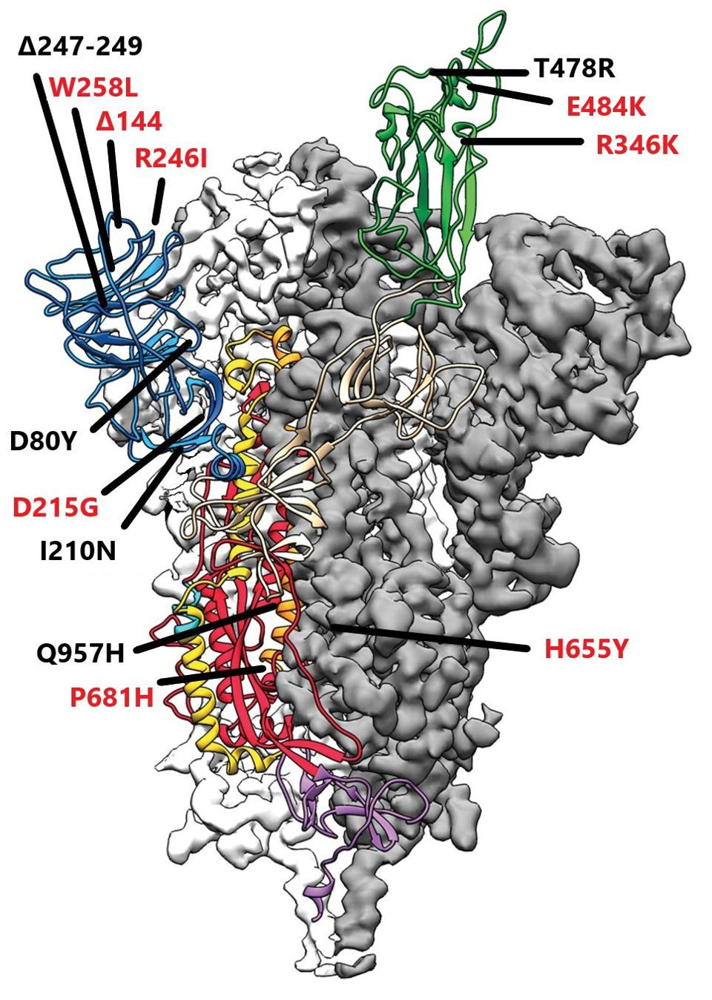 Δ247-249
W258L
Δ144
R246I
T478R
E484K
R346K
D80Y
D215G
I210N
Q957H
P681H
H655Y